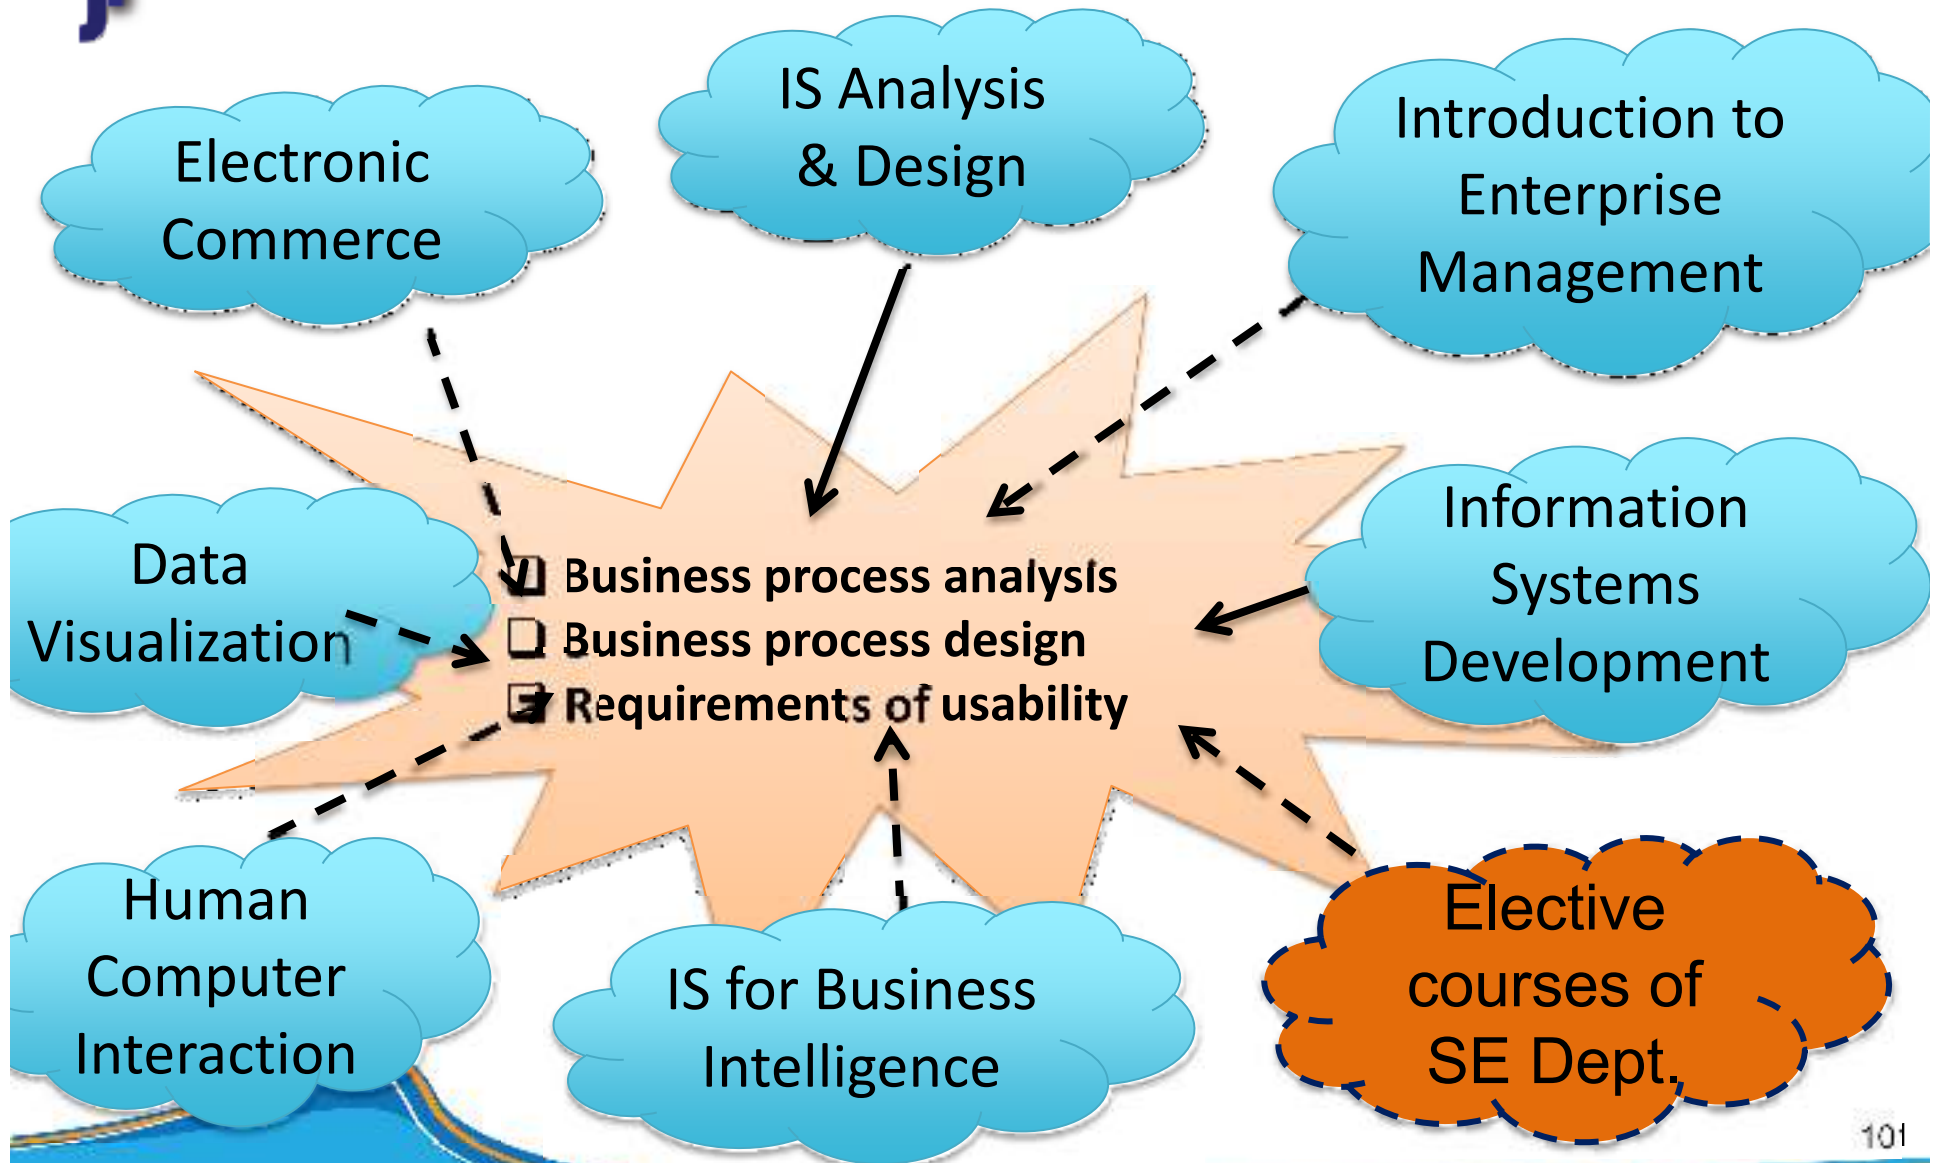 IS Analysis
& Design
Electronic
Commerce
Introduction to
Enterprise
Management
Data
Visualization
Business process analysis
Business process design
Requirements of usability
Information
Systems
Development
Human
Computer
Interaction
IS for Business
Intelligence
Elective
courses of
SE Dept.
101